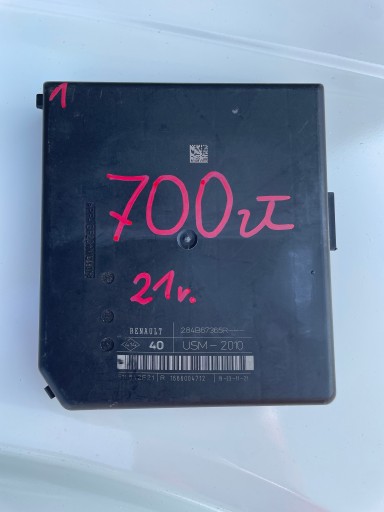 1
700zł
21r.
RENAULT
284B67365R
40
USM-2010